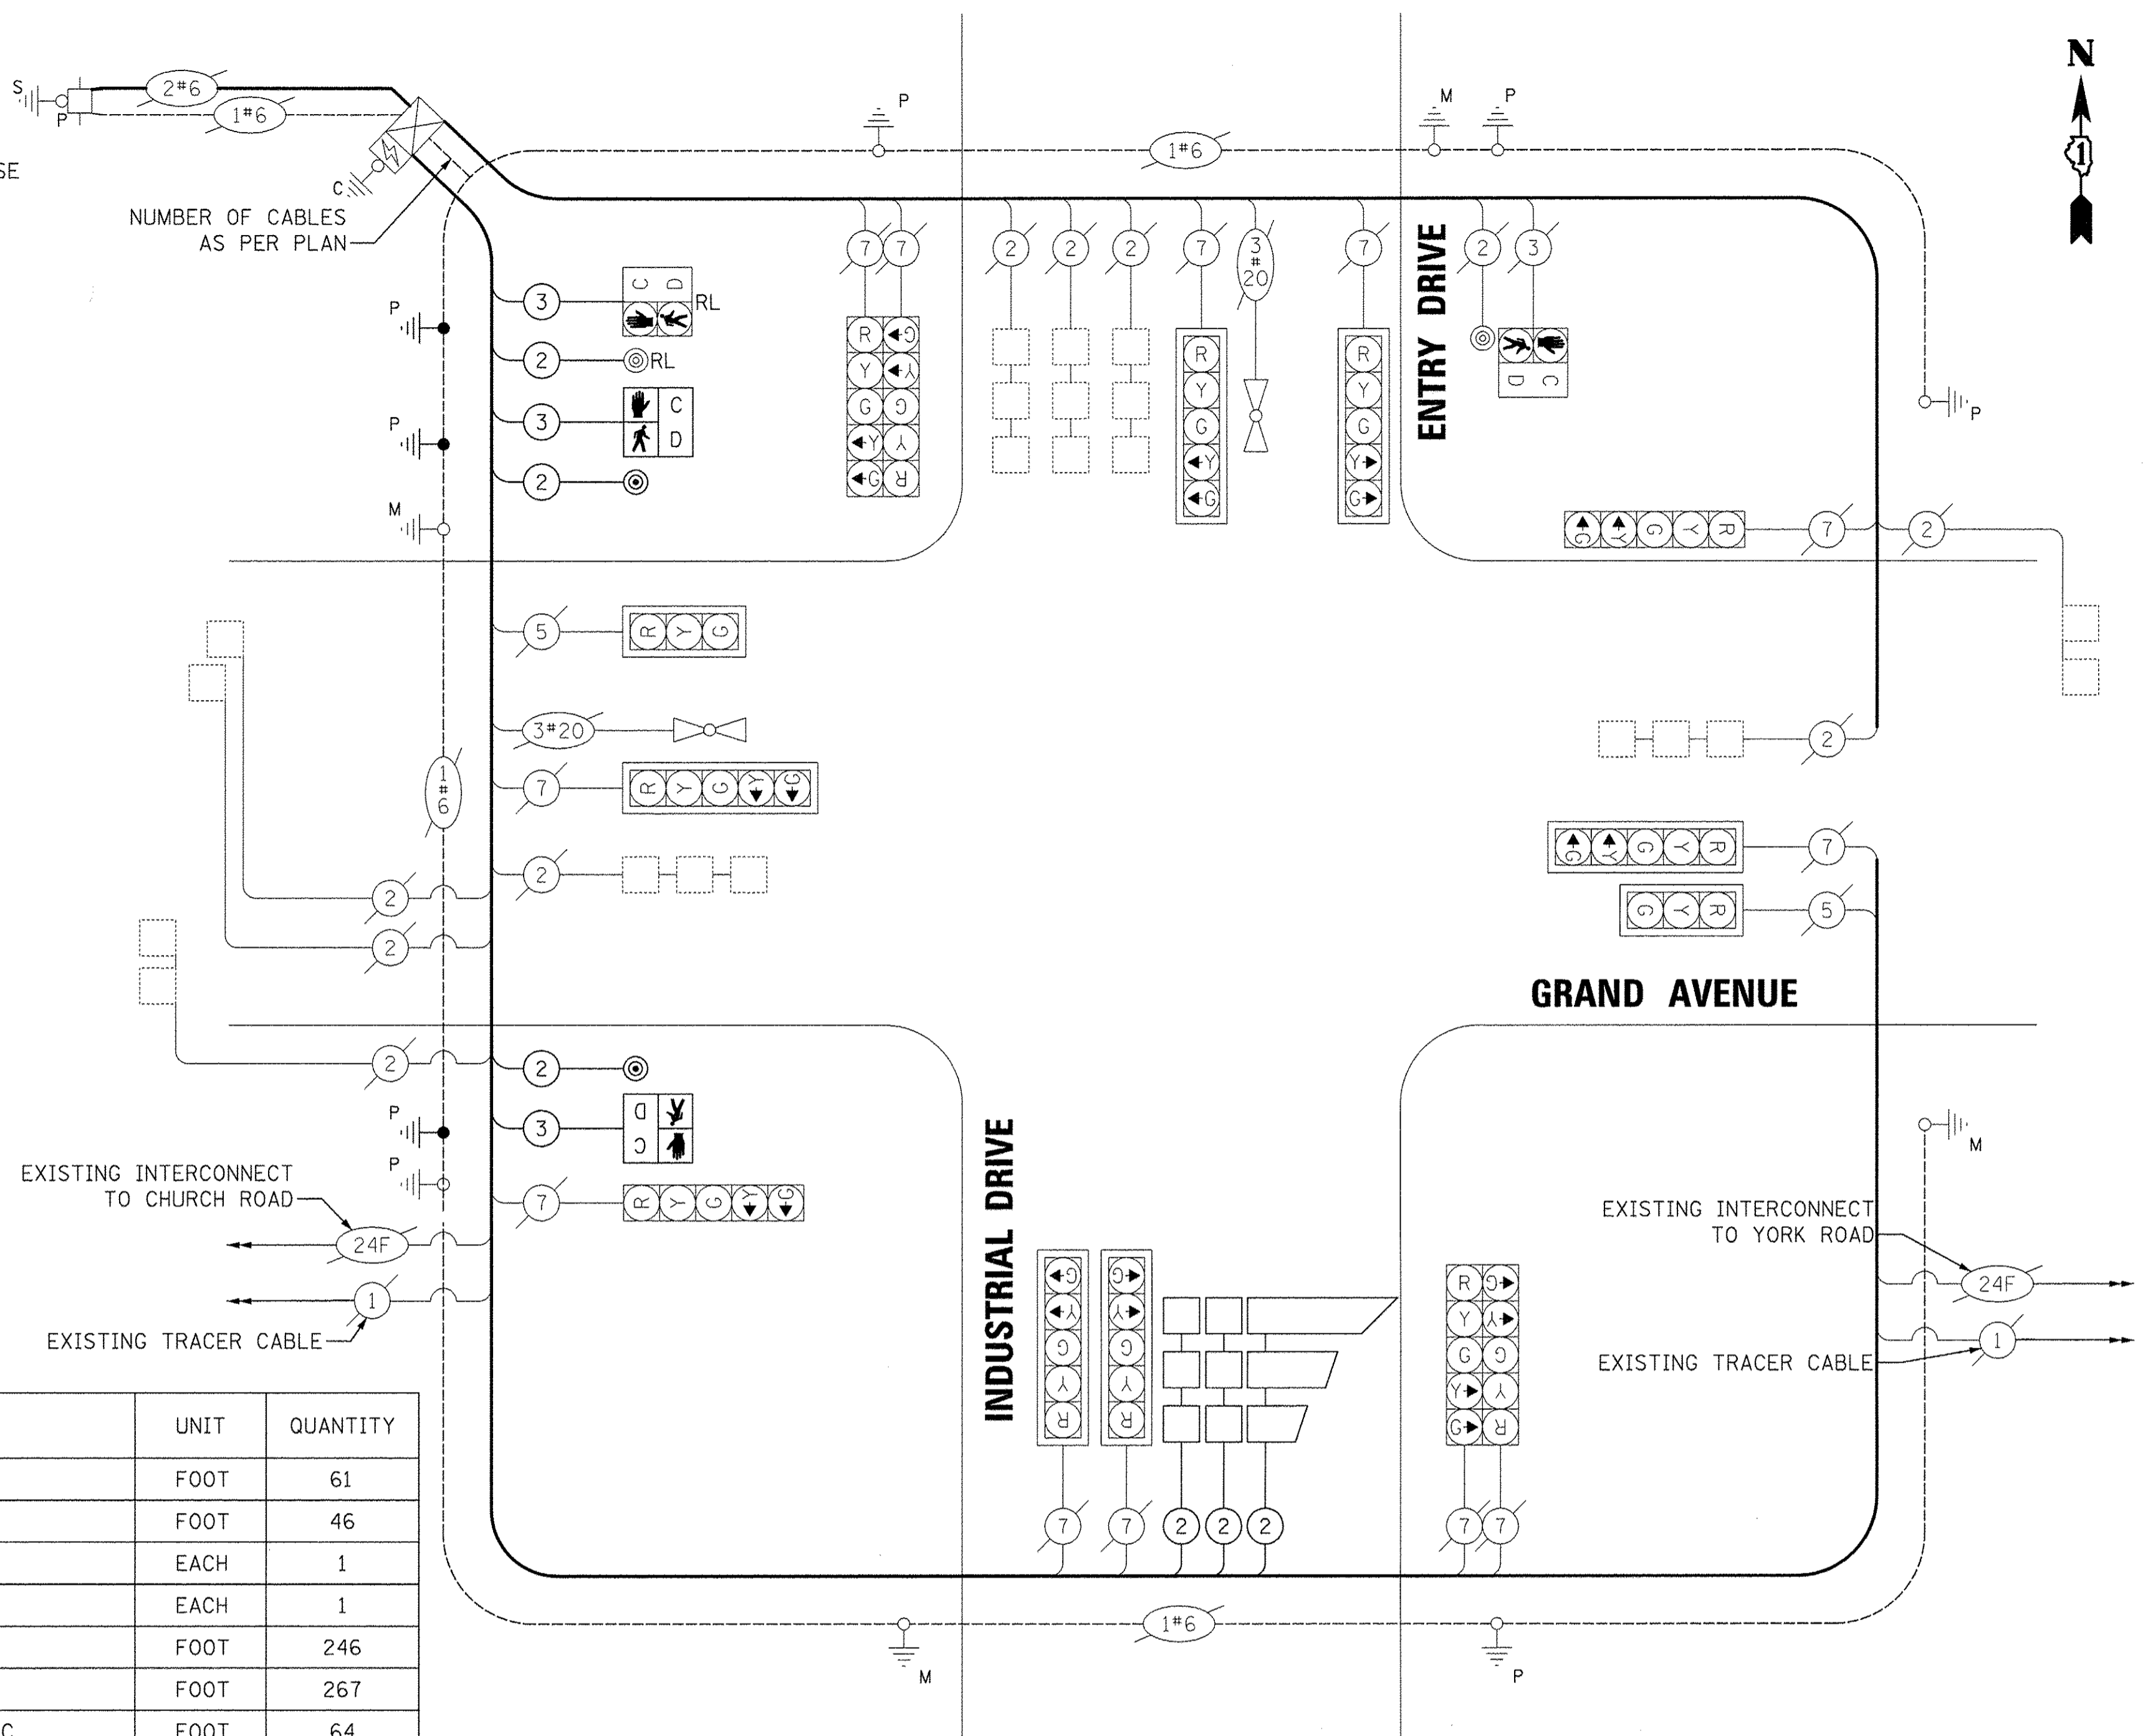 N
1
S
P
2#6
1#6
SE
C
NUMBER OF CABLES
AS PER PLAN
P
1#6
M
P
7
7
2
2
2
7
3
#
20
7
2
3
ENTRY DRIVE
3
C D
RL
2
RL
3
C
D
2
P
P
M
R
Y
G
Y
G
G
Y
G
Y
R
R
Y
G
Y
G
R
Y
G
Y
G
D C
P
G Y G Y R
7
2
5
R Y G
3#20
7
R Y G Y G
1
#
6
2
2
2
2
2
G Y G Y R
7
G Y R
5
GRAND AVENUE
2
2
3
D
C
P
P
7
R Y G Y G
EXISTING INTERCONNECT
TO CHURCH ROAD
24F
1
EXISTING TRACER CABLE
INDUSTRIAL DRIVE
G
Y
G
Y
R
G
Y
G
Y
R
7
7
2
2
2
R
Y
G
Y
G
G
Y
G
Y
R
7
7
M
EXISTING INTERCONNECT
TO YORK ROAD
24F
1
EXISTING TRACER CABLE
M
1#6
P
UNIT QUANTITY
FOOT 61
FOOT 46
EACH 1
EACH 1
FOOT 246
FOOT 267
C FOOT 64